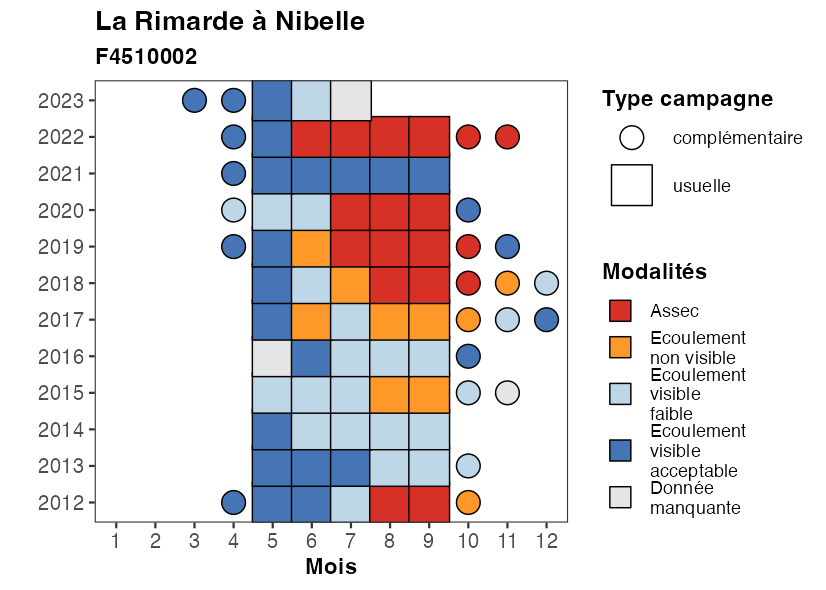 La Rimarde à Nibelle
F4510002
2023
2022
2021
2020
2019
2018
2017
2016
2015
2014
2013
2012
1 2 3 4 5 6 7 8 9 10 11 12
Mois
Type campagne
complémentaire
usuelle
Modalités
Assec
Ecoulement
non visible
Ecoulement
visible
faible
Ecoulement
visible
acceptable
Donnée
manquante